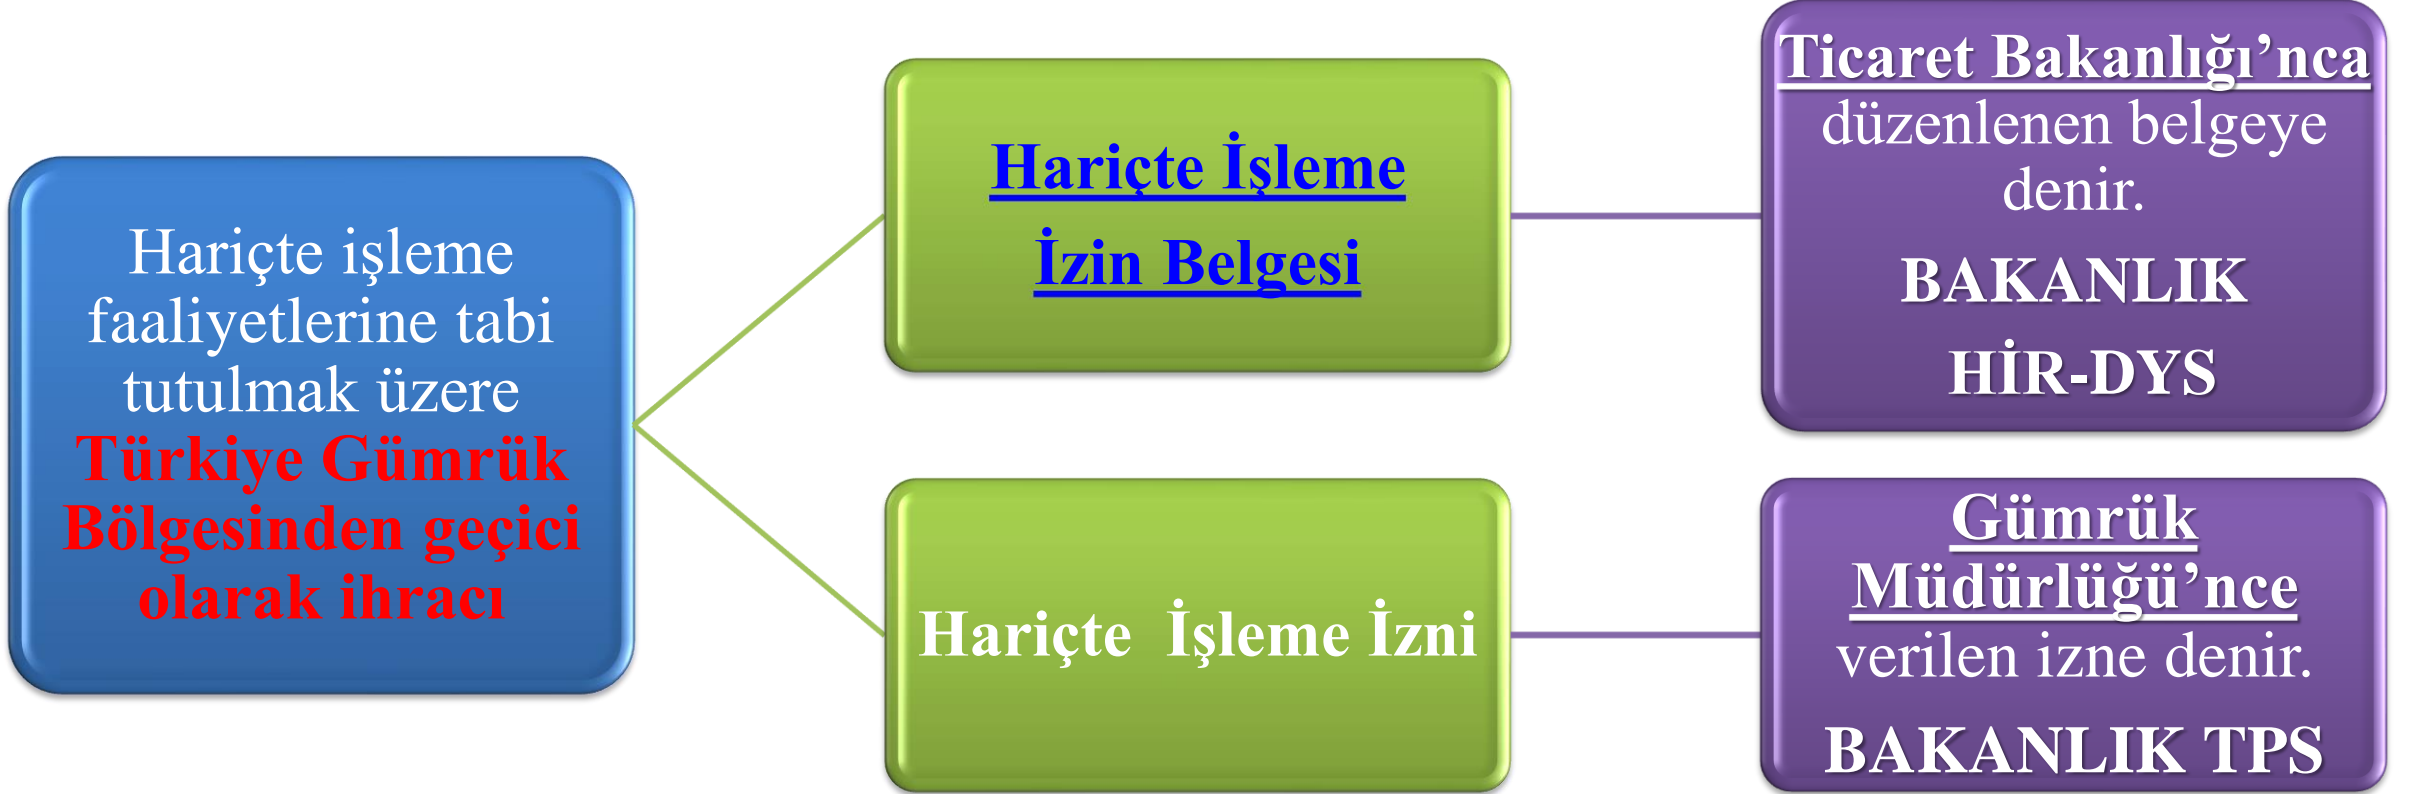 Hariçte işleme
faaliyetlerine tabi
tutulmak üzere
Türkiye Gümrük
Bölgesinden geçici
olarak ihracı
Hariçte İşleme
İzin Belgesi
Ticaret Bakanlığı’nca
düzenlenen belgeye
denir.
BAKANLIK
HİR-DYS
Hariçte İşleme İzni
Gümrük
Müdürlüğü’nce
verilen izne denir.
BAKANLIK TPS